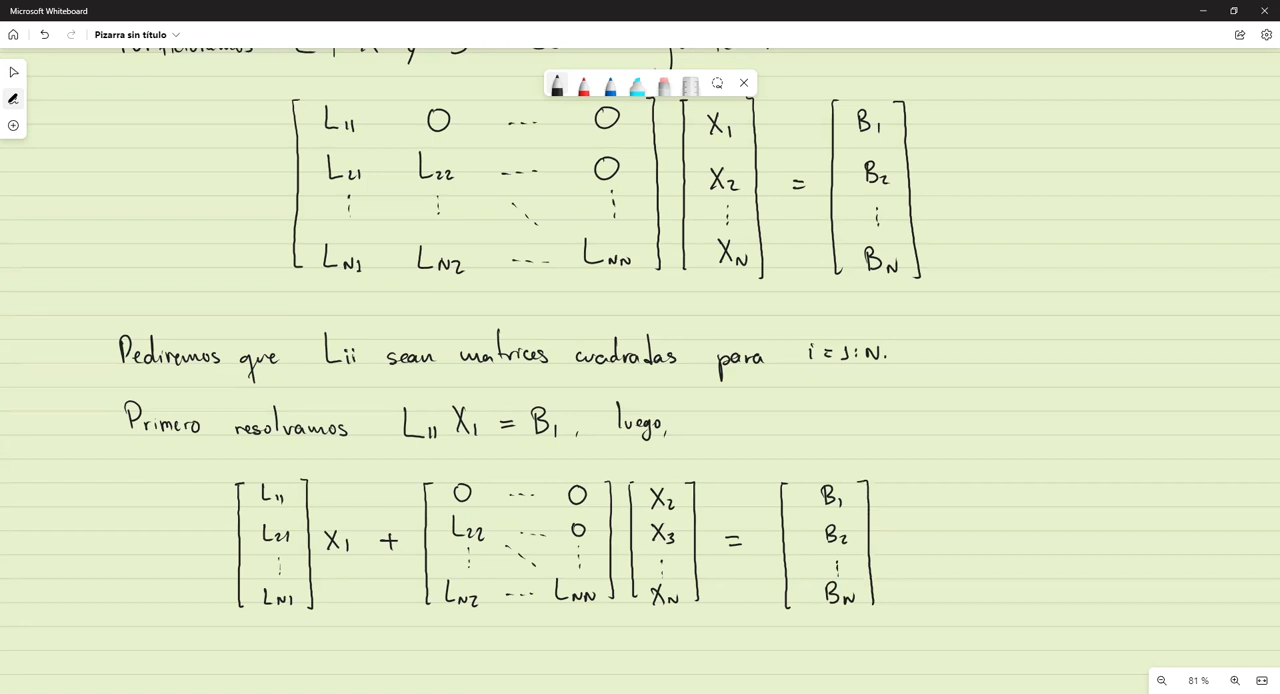 Microsoft Whiteboard
Pizarra sin título
L11 0 ... 0 X1 B1
L21 L22 --- 0 X2 = B2
⋮ ⋮ ⋱ ⋮ ⋮ ⋮
LN1 LN2 --- LNN XN BN
Pediremos que Lii sean matrices cuadradas para i = 1:N.
Primero resolvamos L11 X1 = B1, luego,
L11 0 ... 0 X2 B1
L21 X1 + L22 ... 0 X3 = B2
⋮ ⋮ ⋱ ⋮ ⋮ ⋮
LN1 LN2 ... LNN XN BN
81 %